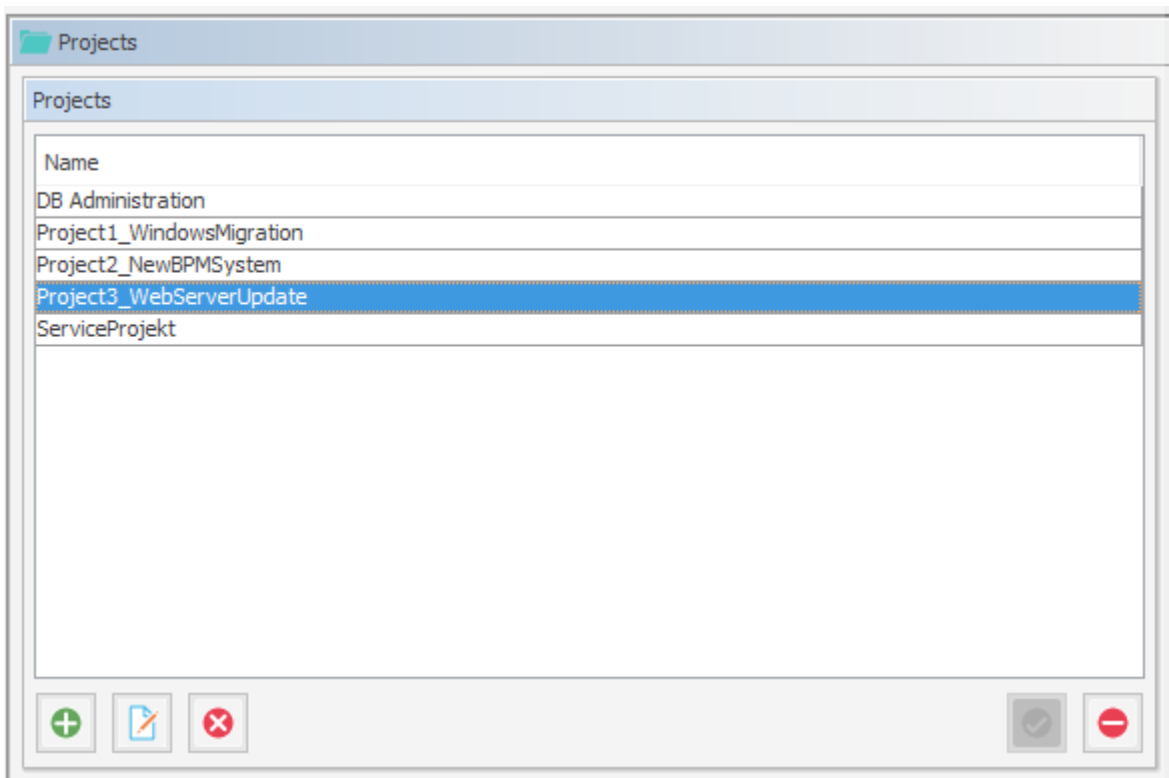 Projects
Projects
Name
DB Administration
Project1_WindowsMigration
Project2_NewBPMSystem
Project3_WebServerUpdate
ServiceProjekt